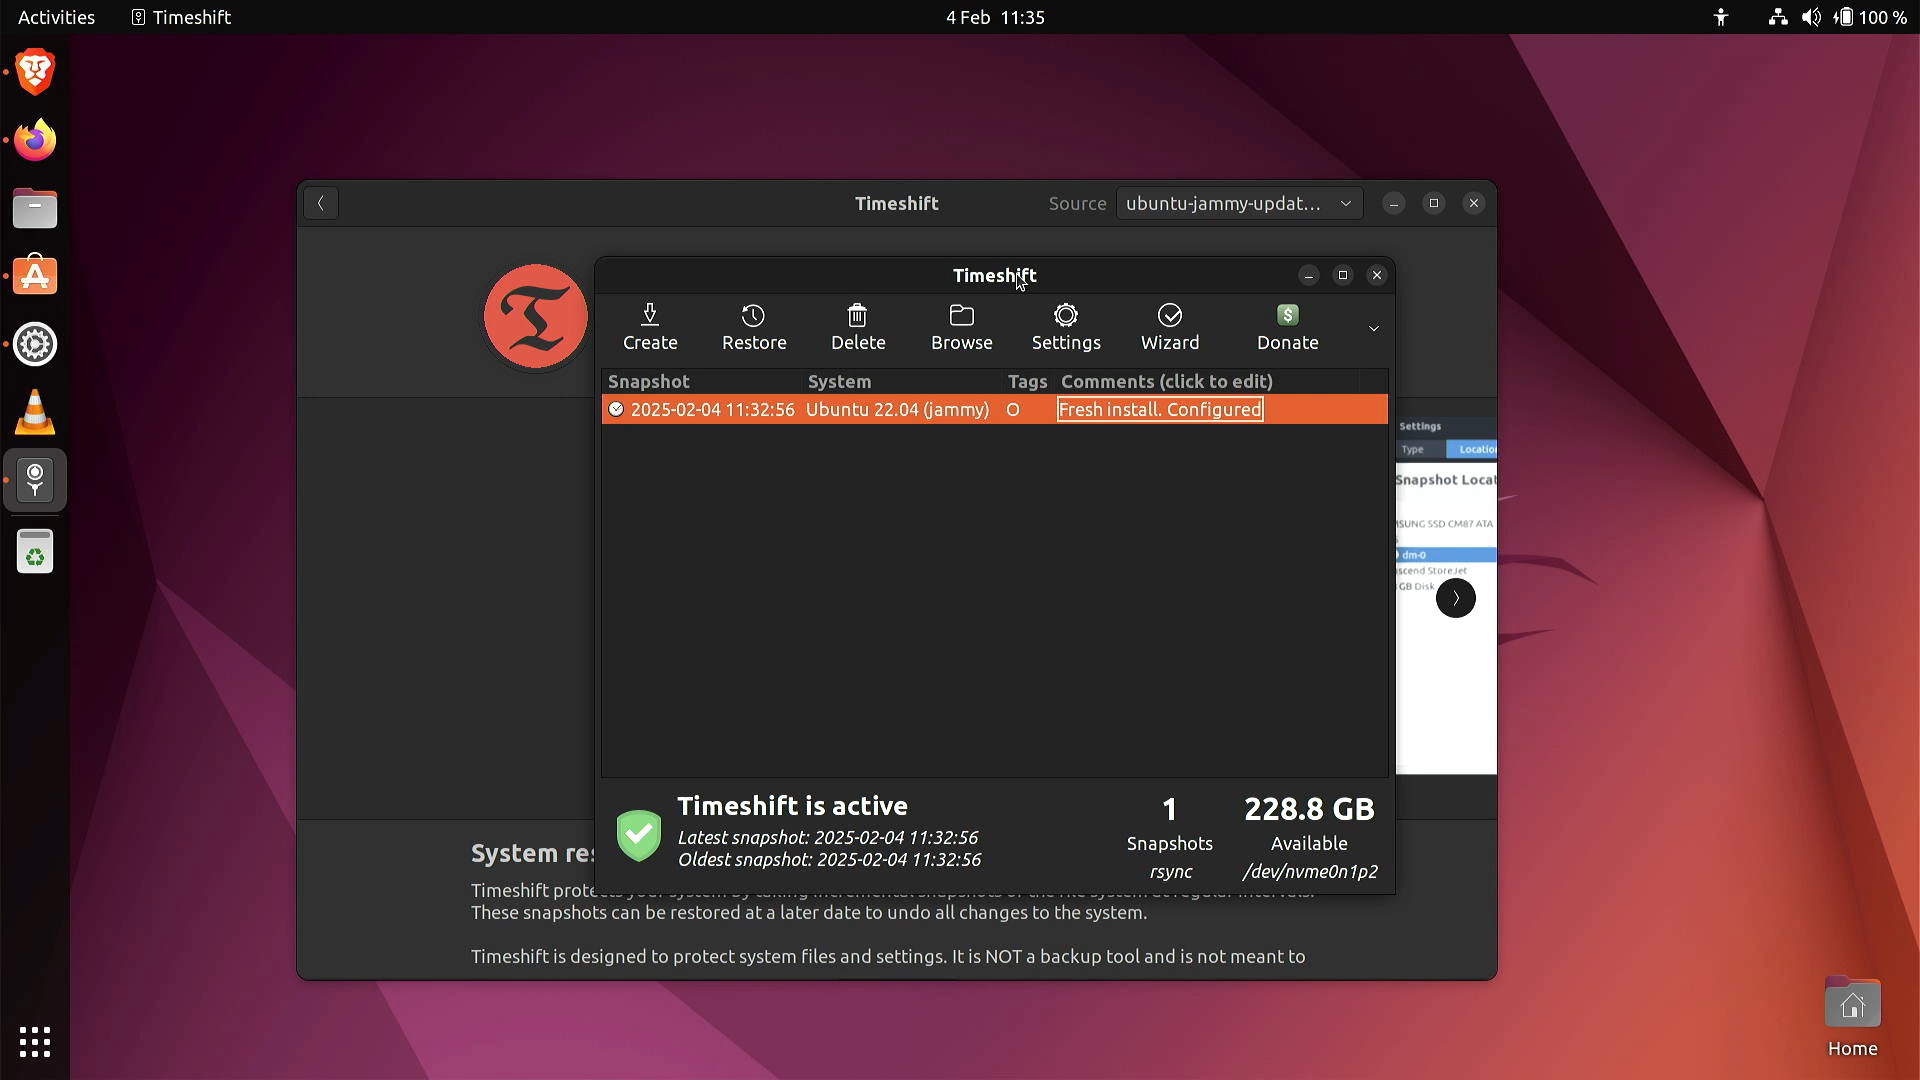 Activities
Timeshift
4 Feb 11:35
100 %
Timeshift
Source
ubuntu-jammy-updat...
Timeshift
Create
Restore
Delete
Browse
Settings
Wizard
Donate
Snapshot
System
Tags
Comments (click to edit)
2025-02-04 11:32:56
Ubuntu 22.04 (jammy)
O
Fresh install. Configured
Settings
Type
Location
Snapshot Locat
SUNG SSD CM87 ATA
dm-0
scend StoreJet
GB Disk
Timeshift is active
Latest snapshot: 2025-02-04 11:32:56
Oldest snapshot: 2025-02-04 11:32:56
1
Snapshots
rsync
228.8 GB
Available
/dev/nvme0n1p2
System res
Timeshift
These snapshots can be restored at a later date to undo all changes to the system.
Timeshift is designed to protect system files and settings. It is NOT a backup tool and is not meant to
Home